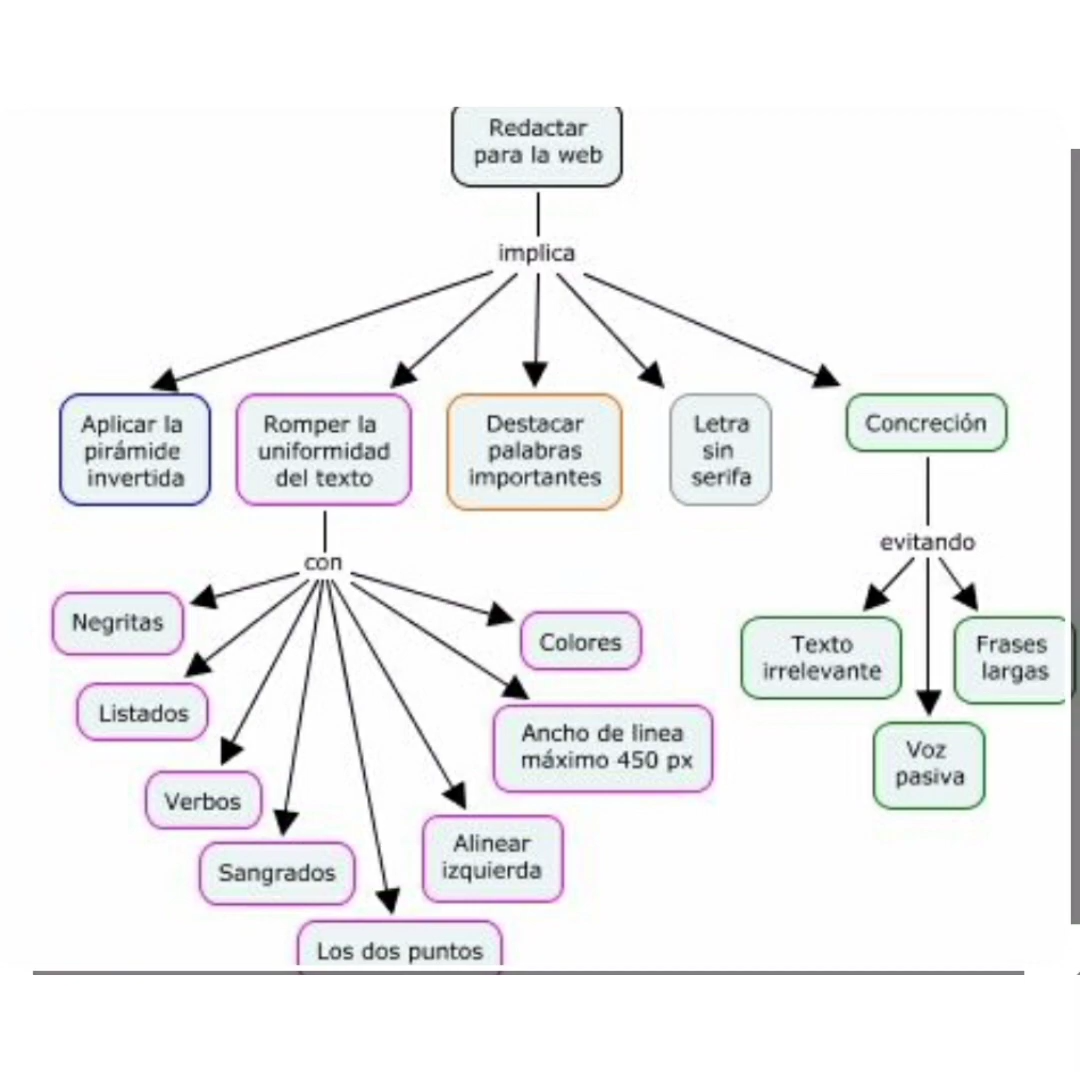 Redactar
para la web
implica
Aplicar la
pirámide
invertida
Romper la
uniformidad
del texto
Destacar
palabras
importantes
Letra
sin
serifa
Concreción
con
evitando
Negritas
Listados
Verbos
Sangrados
Los dos puntos
Alinear
izquierda
Ancho de linea
máximo 450 px
Colores
Texto
irrelevante
Voz
pasiva
Frases
largas